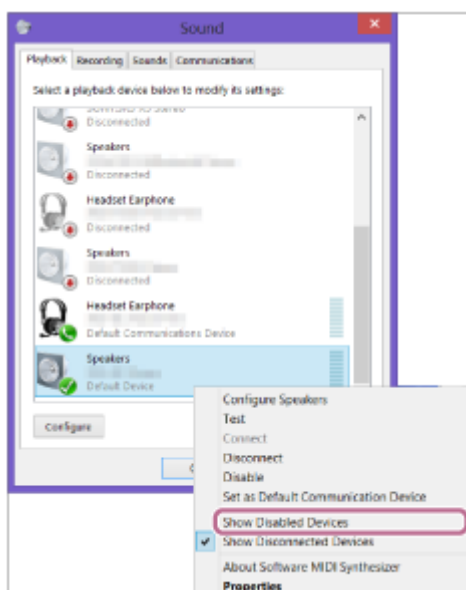 Sound
Playback Recording Sounds Communications
Select a playback device below to modify its settings:
Disconnected
Speakers
Disconnected
Headset Earphone
Disconnected
Speakers
Disconnected
Headset Earphone
Default Communications Device
Speakers
Default Device
Configure
Configure Speakers
Test
Connect
Disconnect
Disable
Set as Default Communication Device
Show Disabled Devices
Show Disconnected Devices
About Software MIDI Synthesizer
Properties